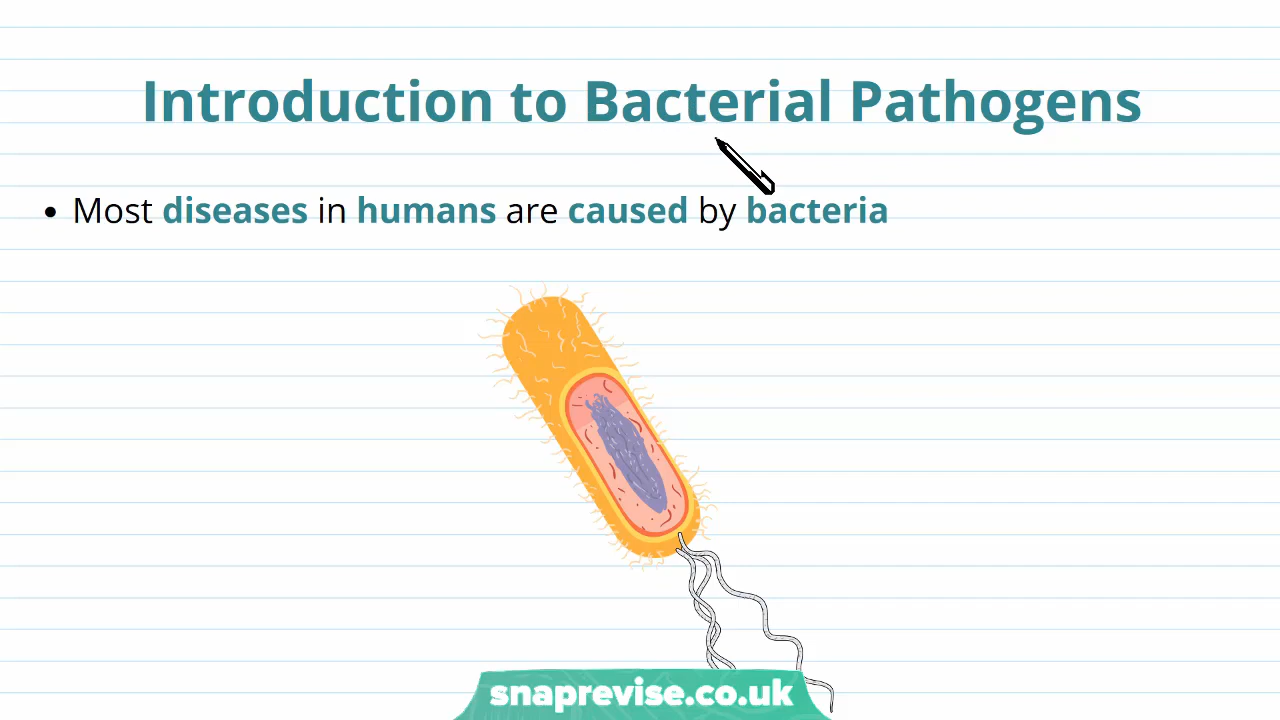 Introduction to Bacterial Pathogens
• Most diseases in humans are caused by bacteria
snaprevise.co.uk